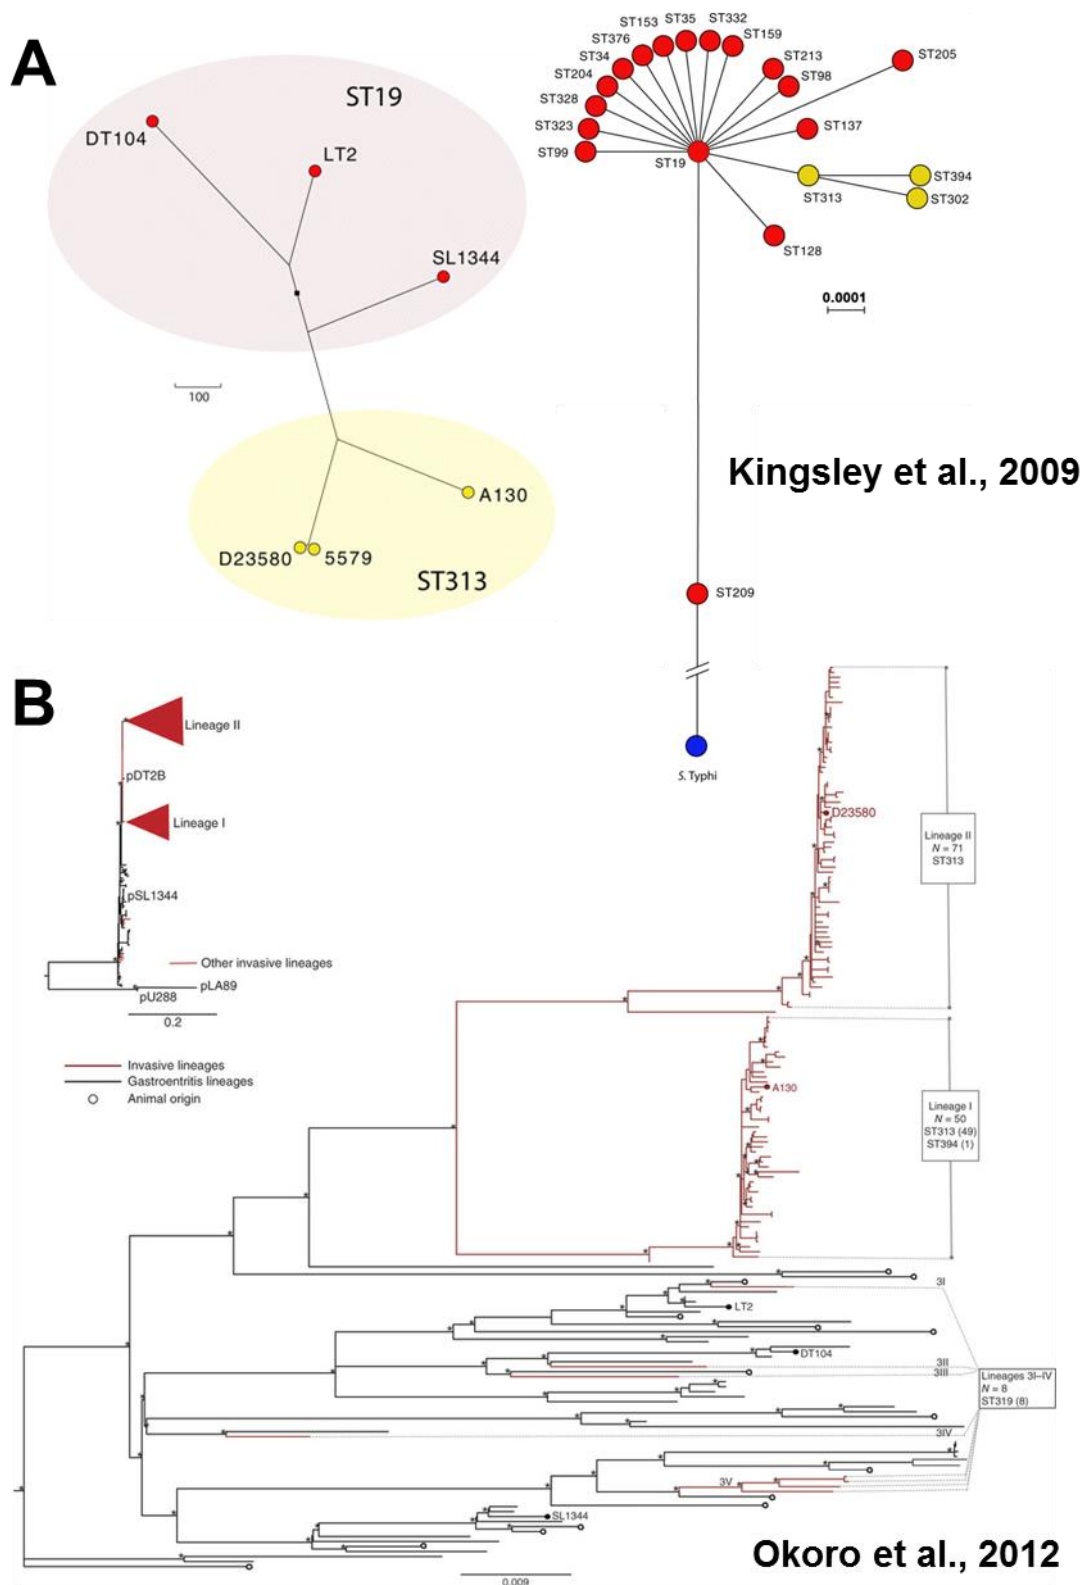 A
ST19
DT104
LT2
SL1344
100
A130
D23580
5579
ST313
ST153
ST35
ST332
ST376
ST159
ST34
ST213
ST205
ST204
ST98
ST328
ST323
ST137
ST99
ST19
ST394
ST313
ST302
ST128
0.0001
Kingsley et al., 2009
ST209
S. Typhi
B
Lineage II
pDT2B
Lineage I
pSL1344
Other invasive lineages
pLA89
pU288
0.2
Invasive lineages
Gastroentritis lineages
Animal origin
D23580
Lineage II
N = 71
ST313
A130
Lineage I
N = 50
ST313 (49)
ST394 (1)
3I
LT2
DT104
3II
3III
Lineages 3I–IV
N = 8
ST319 (8)
3IV
3V
SL1344
0.009
Okoro et al., 2012